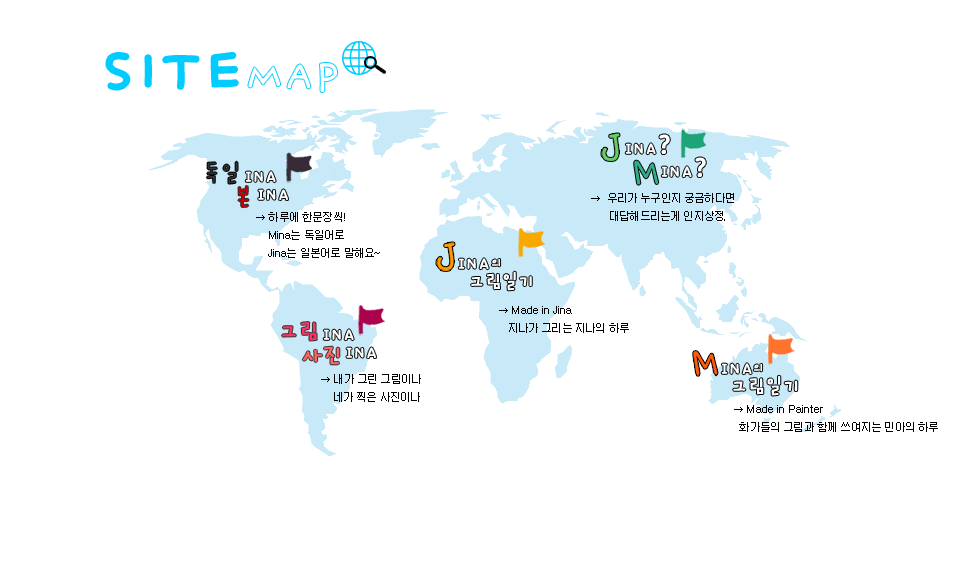 SITEMAP
독일INA
본INA
→ 하루에 한문장씩!
Mina는 독일어로
Jina는 일본어로 말해요~
JINA?
MINA?
→ 우리가 누구인지 궁금하다면
대답해드리는게 인지상정.
JINA의
그림일기
→ Made in Jina
지나가 그리는 지나의 하루
그림INA
사진INA
→ 내가 그린 그림이나
네가 찍은 사진이나
MINA의
그림일기
→ Made in Painter
화가들의 그림과 함께 쓰여지는 민아의 하루